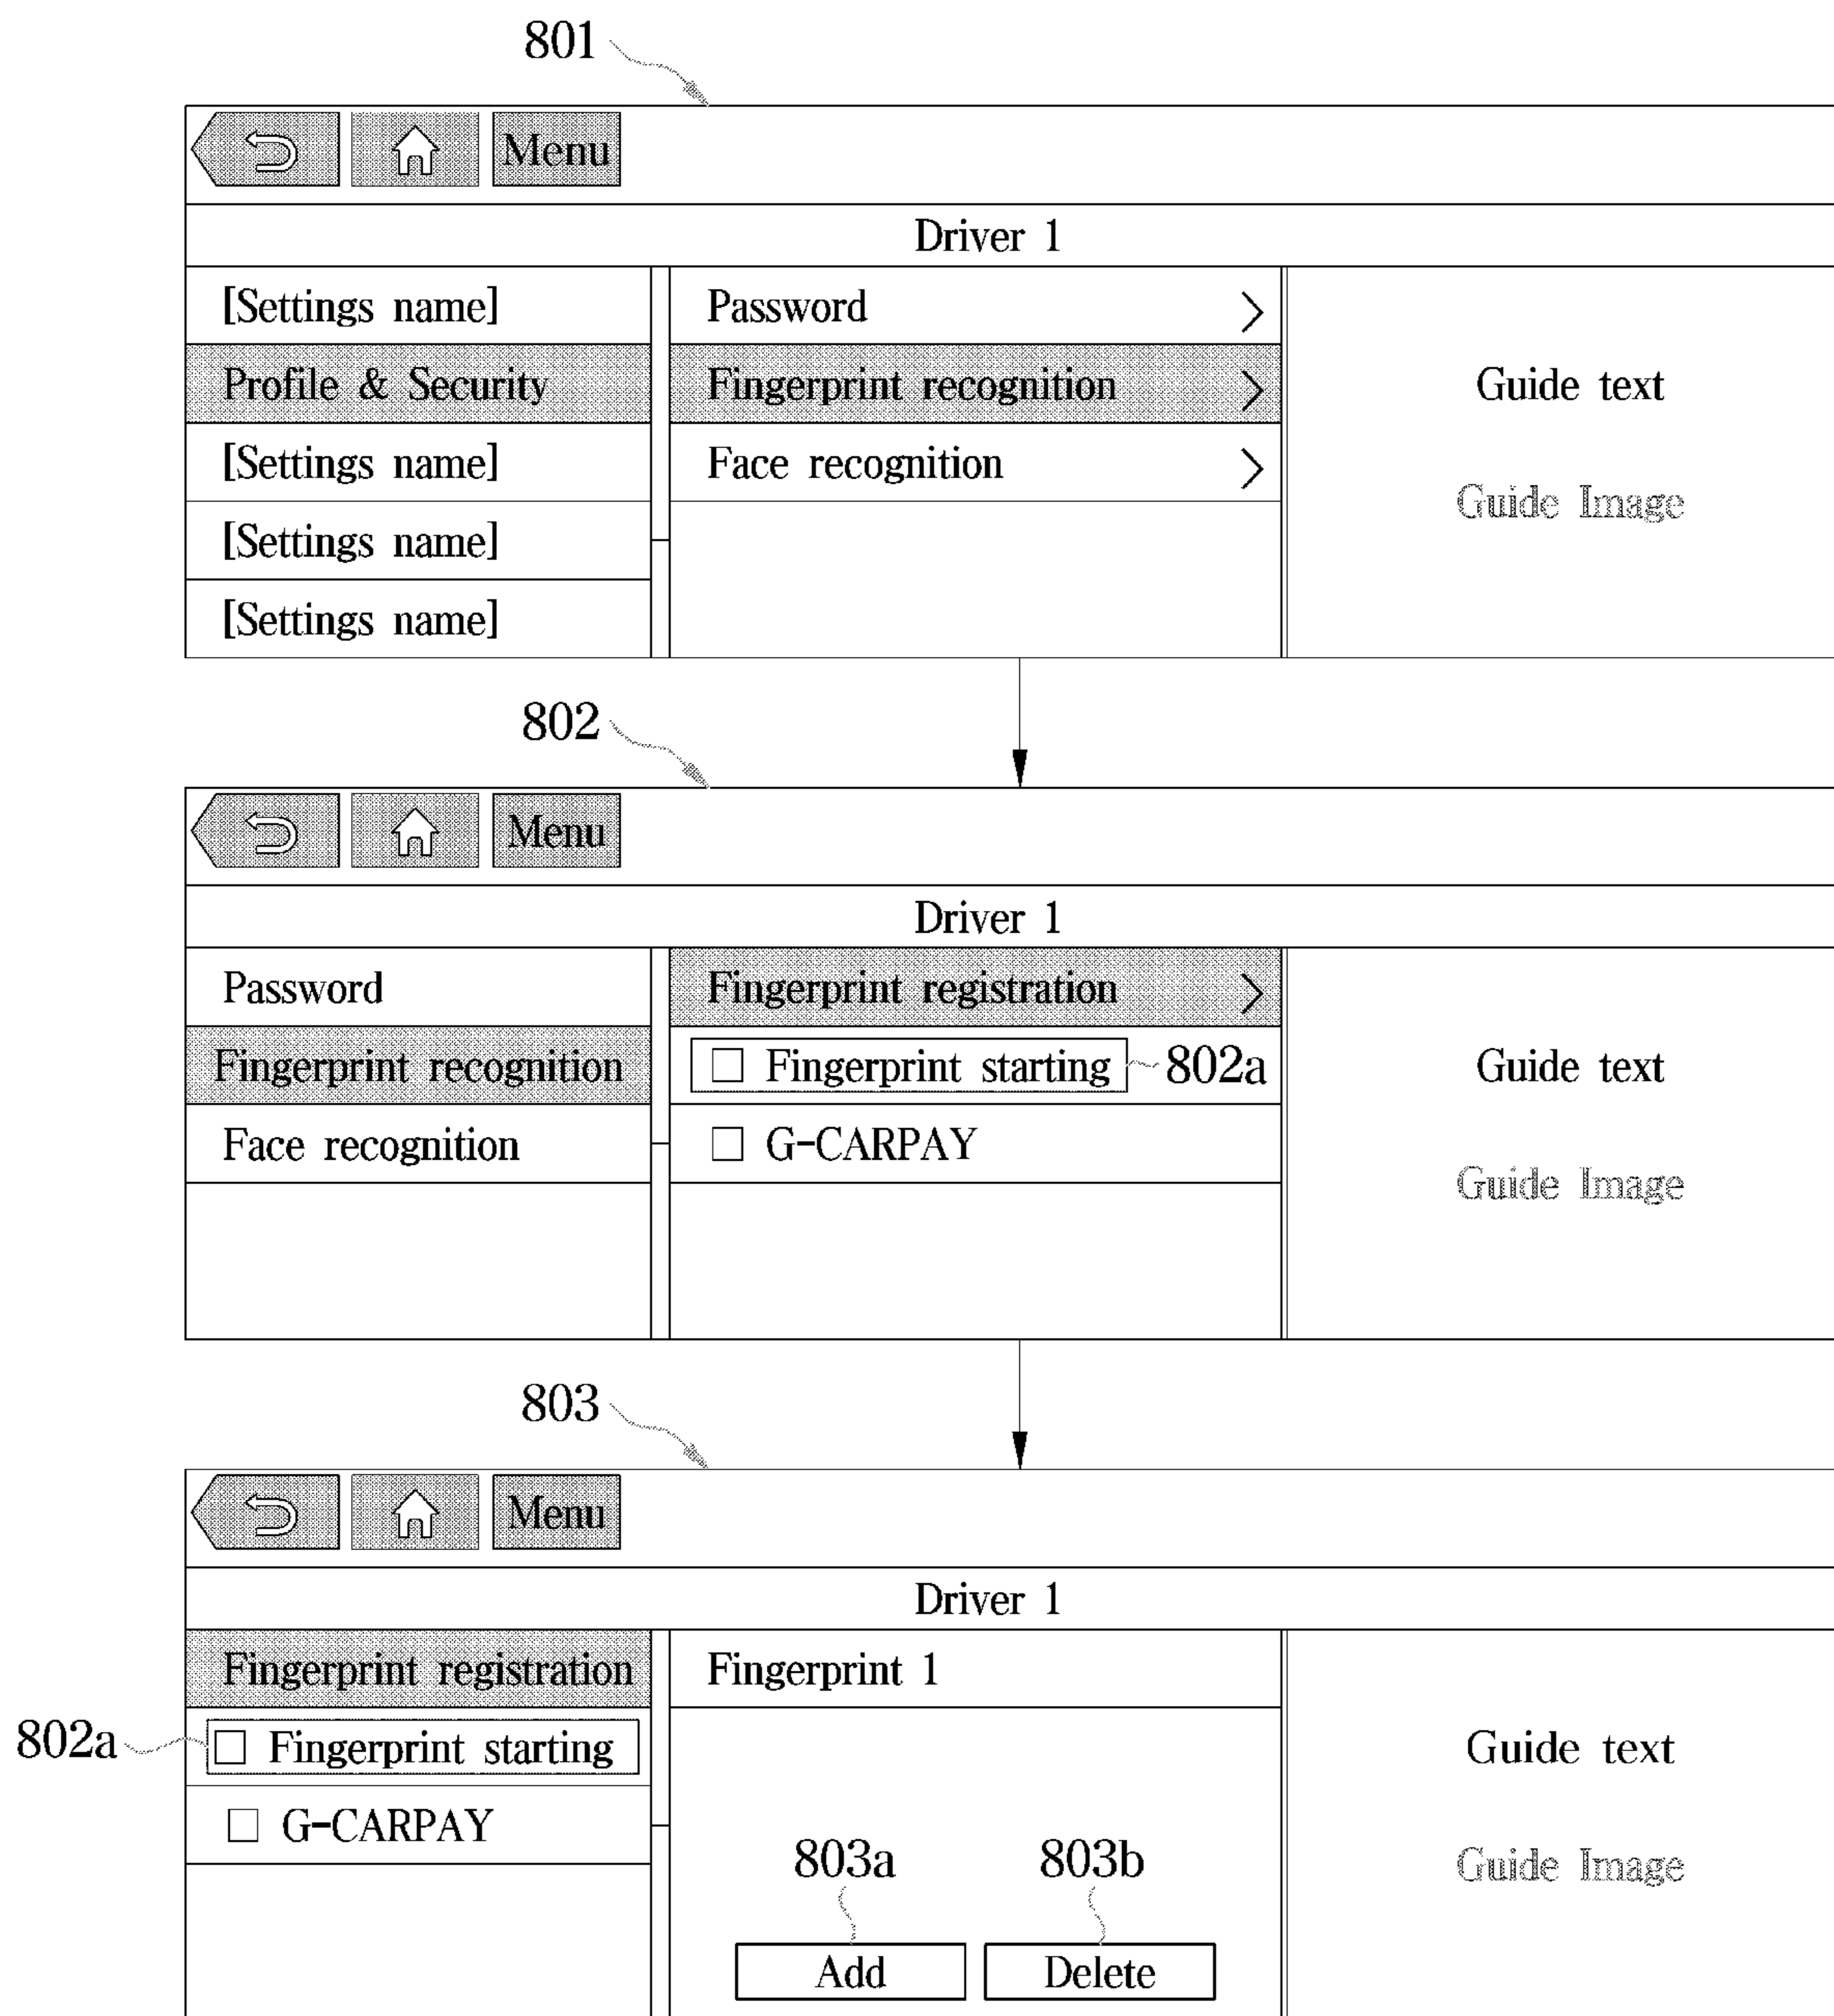 801
Menu
Driver 1
[Settings name] Password
Profile & Security Fingerprint recognition Guide text
[Settings name] Face recognition Guide Image
[Settings name]
[Settings name]
802
Menu
Driver 1
Password Fingerprint registration
Fingerprint recognition Fingerprint starting 802a Guide text
Face recognition G-CARPAY Guide Image
803
Menu
Driver 1
Fingerprint registration Fingerprint 1
802a Fingerprint starting Guide text
G-CARPAY Guide Image
803a 803b
Add Delete